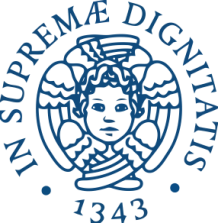 IN SUPREMÆ DIGNITATIS
1343